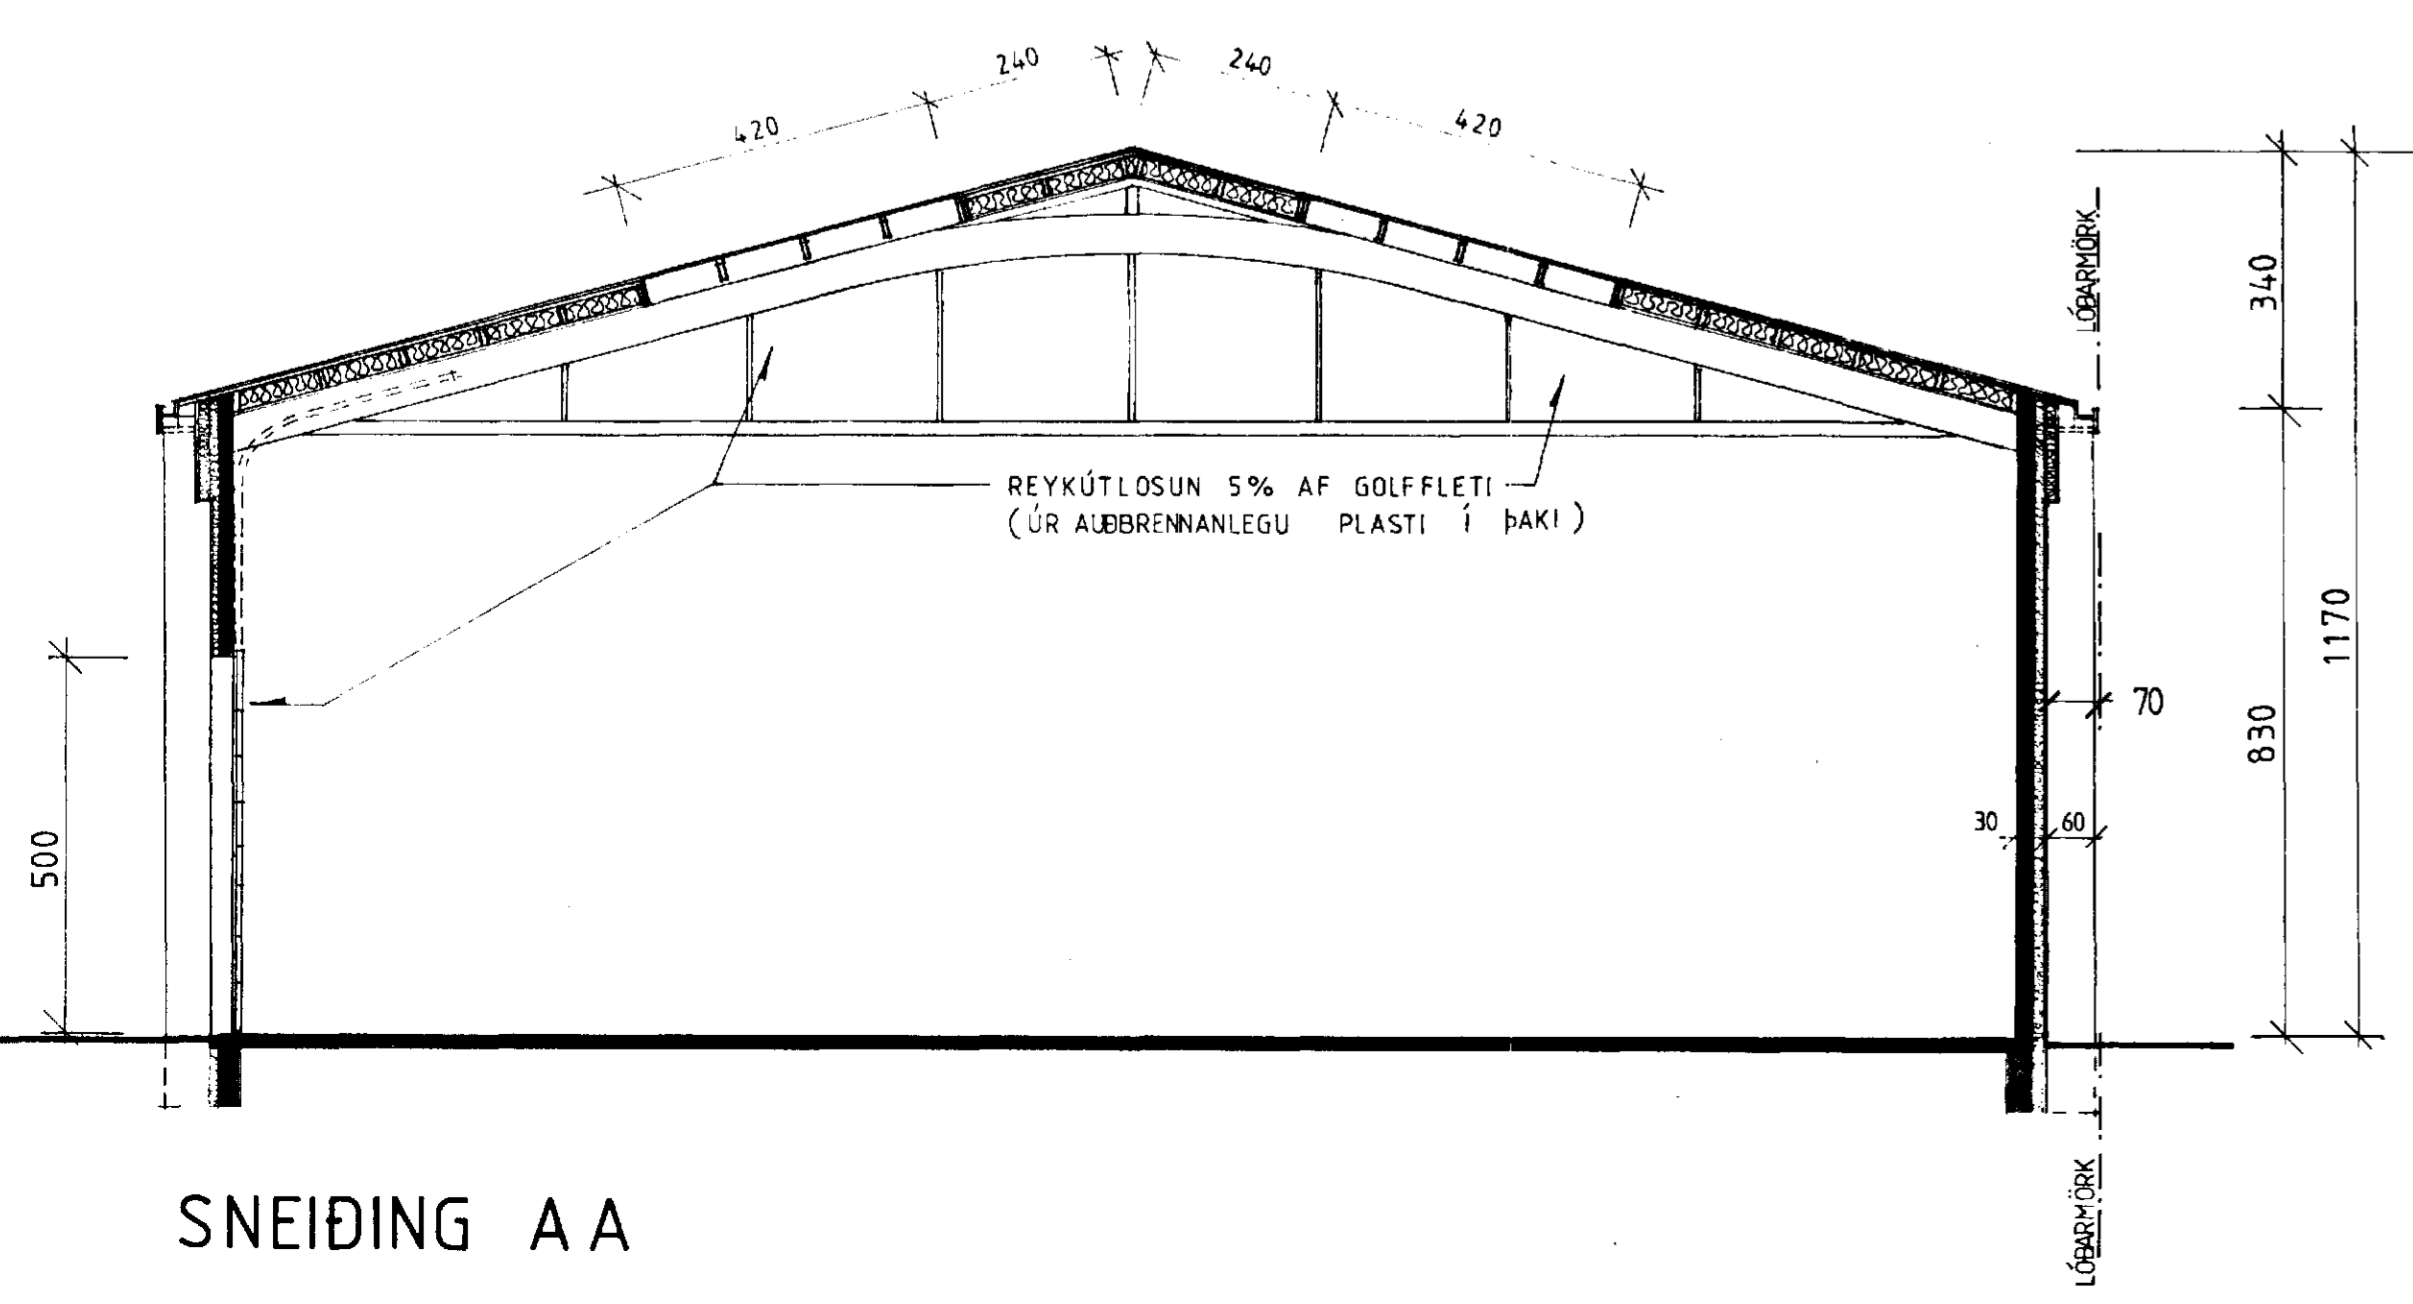 240
240
420
420
LÓÐARMÖRK
340
REYKÚTLOSUN 5% AF GOLFFLETI
(ÚR AUÐBRENNANLEGU PLASTI Í ÞAKI)
1170
70
830
30
60
500
SNEIÐING AA
LÓÐARMÖRK